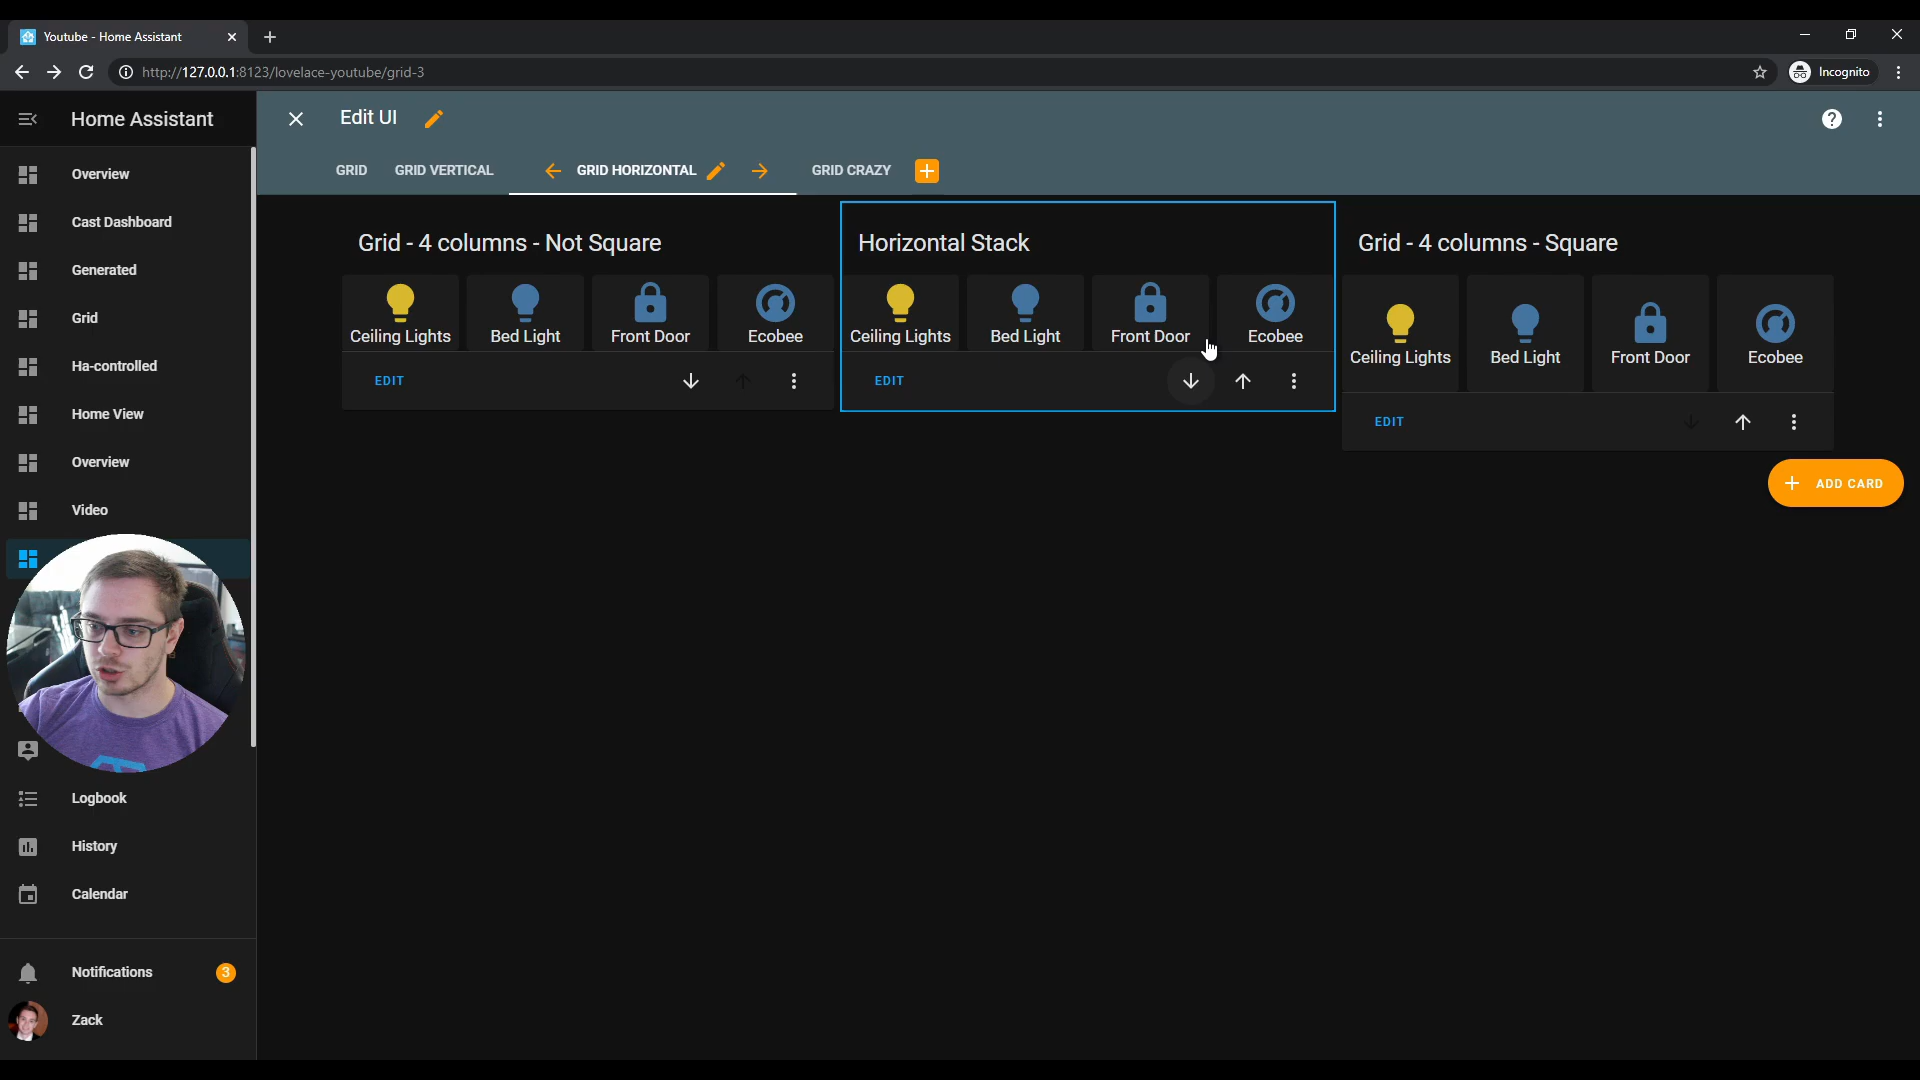 Youtube - Home Assistant
http://127.0.0.1:8123/lovelace-youtube/grid-3
Incognito
Home Assistant
Edit UI
GRID
GRID VERTICAL
GRID HORIZONTAL
GRID CRAZY
Overview
Cast Dashboard
Generated
Grid
Ha-controlled
Home View
Overview
Video
Logbook
History
Calendar
Notifications
3
Zack
Grid - 4 columns - Not Square
Ceiling Lights
Bed Light
Front Door
Ecobee
EDIT
Horizontal Stack
Ceiling Lights
Bed Light
Front Door
Ecobee
EDIT
Grid - 4 columns - Square
Ceiling Lights
Bed Light
Front Door
Ecobee
EDIT
ADD CARD